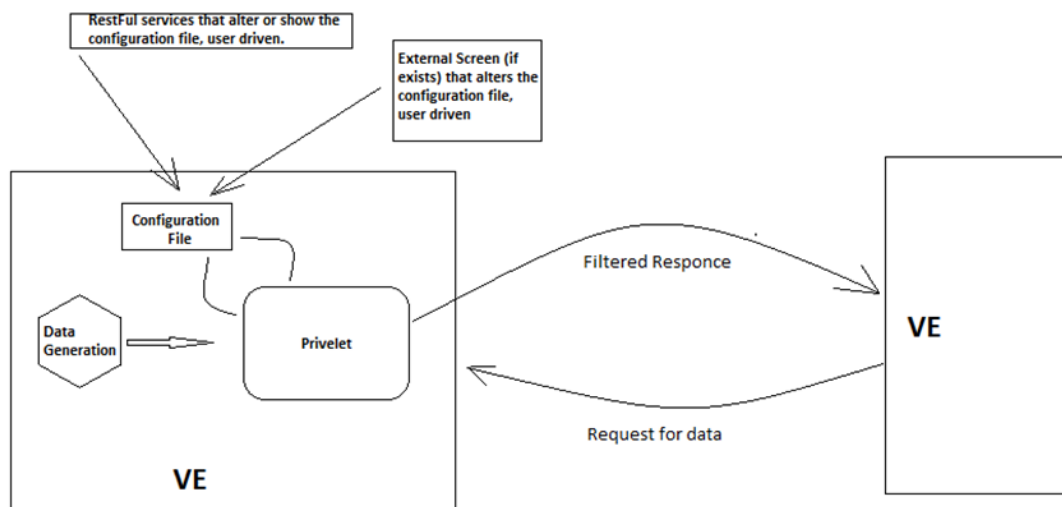 RestFul services that alter or show the
configuration file, user driven.
External Screen (if
exists) that alters the
configuration file,
user driven
Configuration
File
Data
Generation
Privelet
VE
Filtered Responce
Request for data
VE